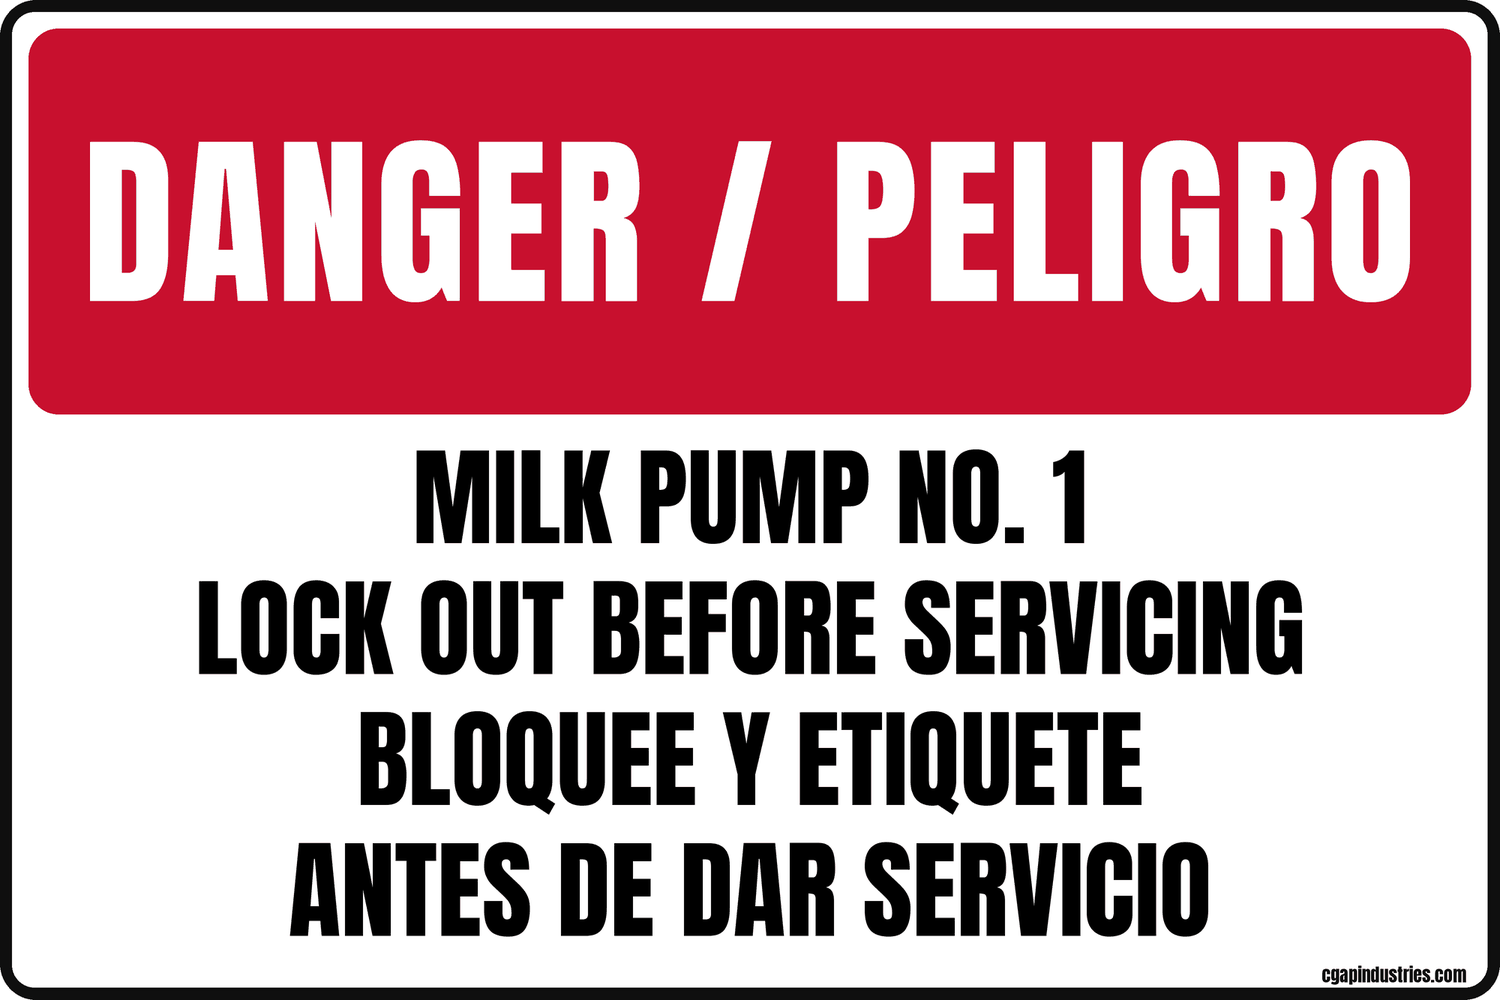 DANGER / PELIGRO
MILK PUMP NO. 1
LOCK OUT BEFORE SERVICING
BLOQUEE Y ETIQUETE
ANTES DE DAR SERVICIO
cgapindustries.com